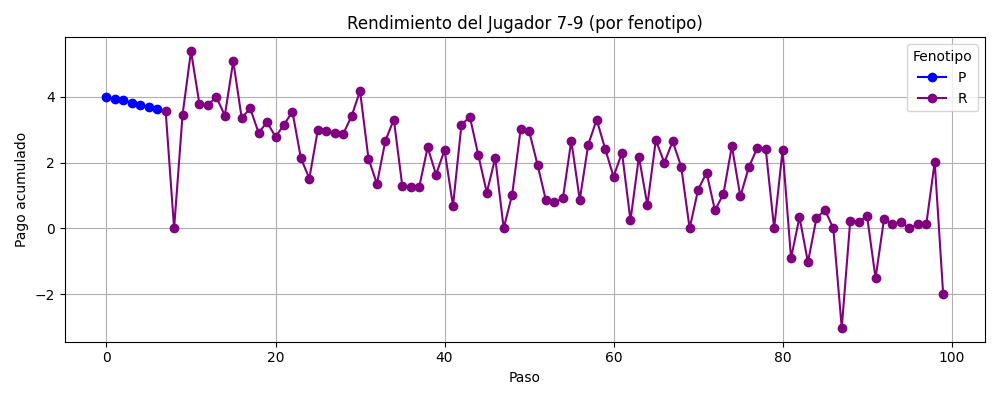 Rendimiento del Jugador 7-9 (por fenotipo)
Pago acumulado
4
2
0
−2
Fenotipo
P
R
0
20
40
60
80
100
Paso